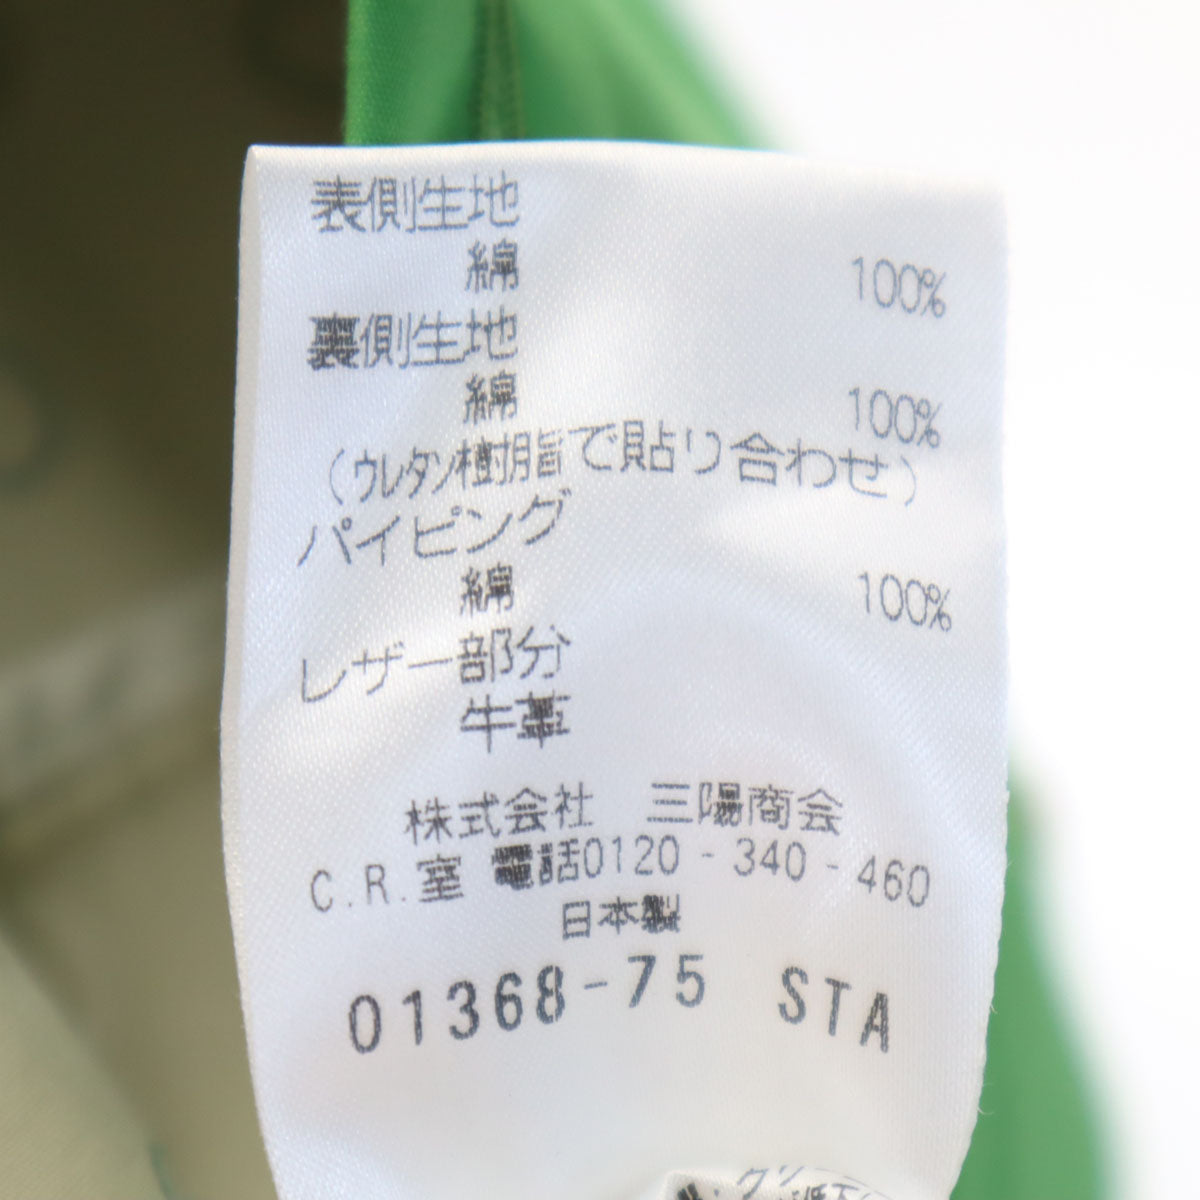 表側生地
綿 100%
裏側生地
綿 100%
(ウレタン樹脂で貼り合わせ)
パイピング
綿 100%
レザー部分
牛革
株式会社 三陽商会
C.R.室 電話0120-340-460
日本製
01368-75 STA